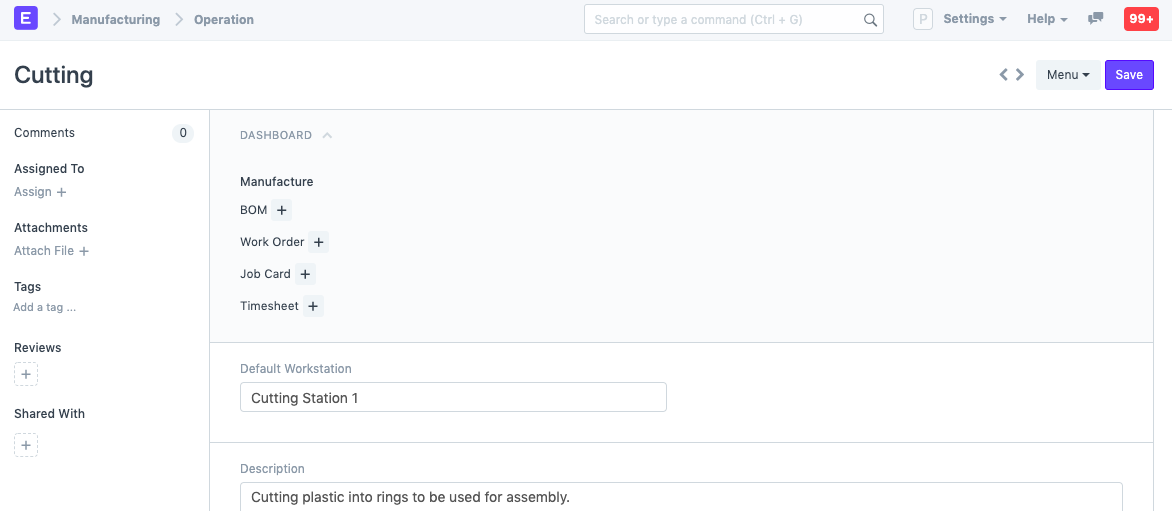 E Manufacturing Operation Search or type a command (Ctrl + G) P Settings Help 99+
Cutting Menu Save
Comments 0
Assigned To
Assign +
Attachments
Attach File +
Tags
Add a tag ...
Reviews
+
Shared With
+
DASHBOARD
Manufacture
BOM +
Work Order +
Job Card +
Timesheet +
Default Workstation
Cutting Station 1
Description
Cutting plastic into rings to be used for assembly.